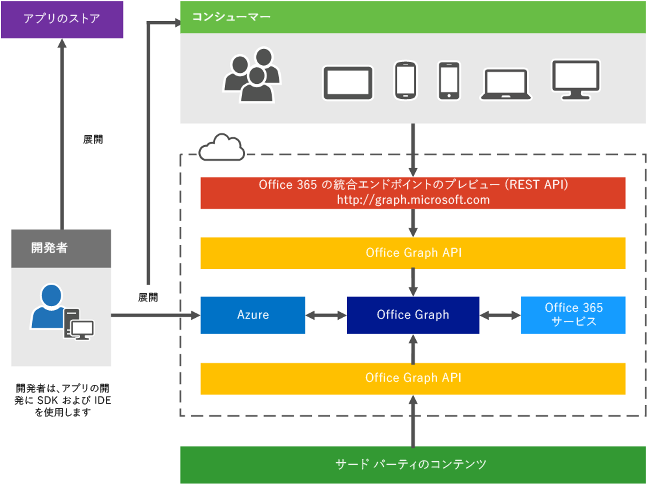 アプリのストア
コンシューマー
展開
Office 365 の統合エンドポイントのプレビュー (REST API)
http://graph.microsoft.com
開発者
Office Graph API
展開
Azure
Office Graph
Office 365
サービス
Office Graph API
開発者は、アプリの開
発に SDK および IDE
を使用します
サード パーティのコンテンツ